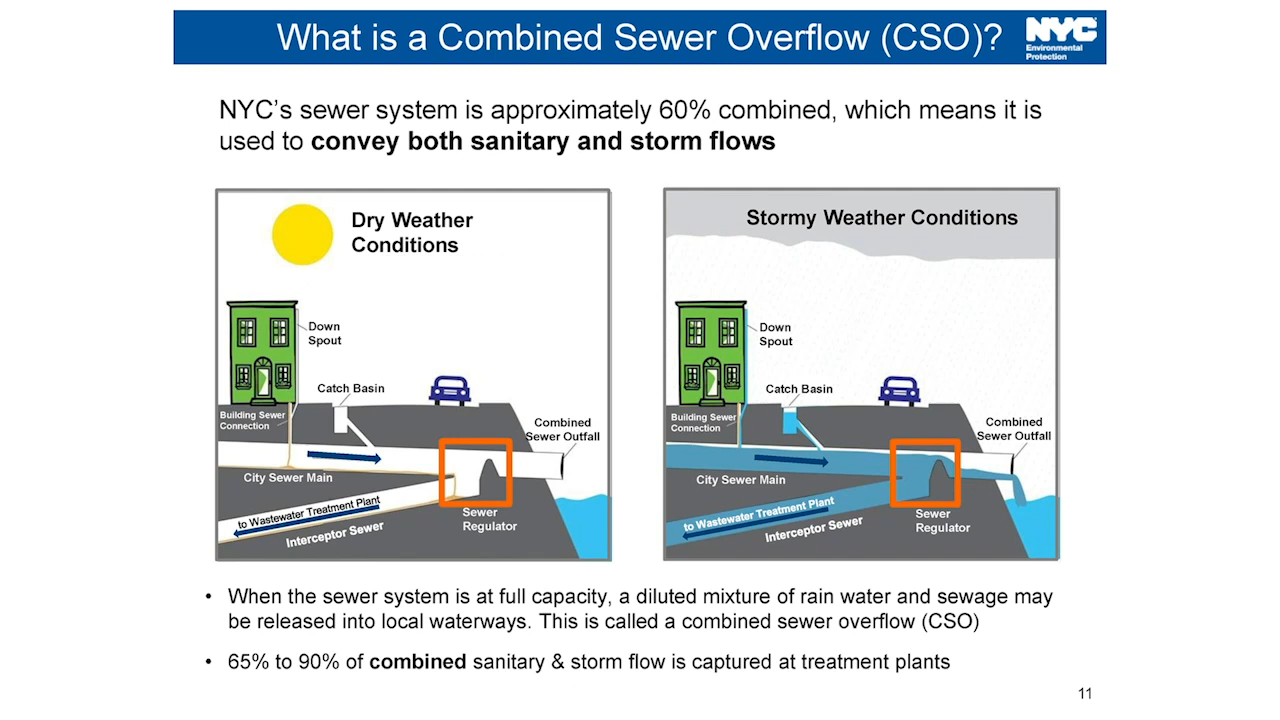 What is a Combined Sewer Overflow (CSO)?
NYC
Environmental
Protection
NYC’s sewer system is approximately 60% combined, which means it is
used to convey both sanitary and storm flows
Dry Weather
Conditions
Down
Spout
Catch Basin
Building Sewer
Connection
Combined
Sewer Outfall
City Sewer Main
to Wastewater Treatment Plant
Interceptor Sewer
Sewer
Regulator
Stormy Weather Conditions
Down
Spout
Catch Basin
Building Sewer
Connection
Combined
Sewer Outfall
City Sewer Main
to Wastewater Treatment Plant
Interceptor Sewer
Sewer
Regulator
• When the sewer system is at full capacity, a diluted mixture of rain water and sewage may
be released into local waterways. This is called a combined sewer overflow (CSO)
• 65% to 90% of combined sanitary & storm flow is captured at treatment plants
11